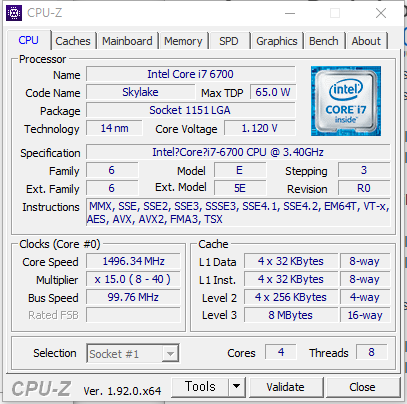 CPU-Z
CPU Caches Mainboard Memory SPD Graphics Bench About
Processor
Name Intel Core i7 6700
Code Name Skylake Max TDP 65.0 W
Package Socket 1151 LGA
Technology 14 nm Core Voltage 1.120 V
intel
CORE i7
inside™
Specification Intel?Core?i7-6700 CPU @ 3.40GHz
Family 6 Model E Stepping 3
Ext. Family 6 Ext. Model 5E Revision R0
Instructions MMX, SSE, SSE2, SSE3, SSSE3, SSE4.1, SSE4.2, EM64T, VT-x,
AES, AVX, AVX2, FMA3, TSX
Clocks (Core #0)
Core Speed 1496.34 MHz
Multiplier x 15.0 ( 8 - 40 )
Bus Speed 99.76 MHz
Rated FSB
Cache
L1 Data 4 x 32 KBytes 8-way
L1 Inst. 4 x 32 KBytes 8-way
Level 2 4 x 256 KBytes 4-way
Level 3 8 MBytes 16-way
Selection Socket #1 Cores 4 Threads 8
CPU-Z Ver. 1.92.0.x64 Tools Validate Close